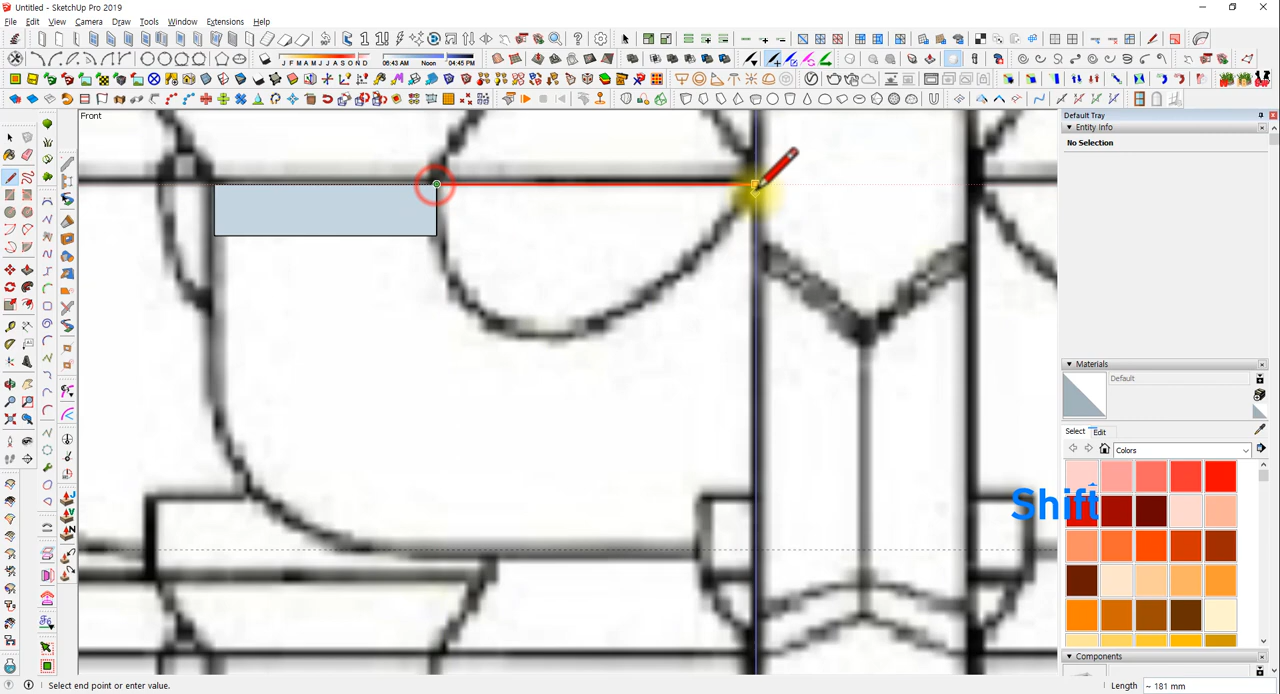 Untitled - SketchUp Pro 2019
File Edit View Camera Draw Tools Window Extensions Help
J F M A M J J A S O N D
06:43 AM Noon 04:45 PM
Front
Default Tray
Entity Info
No Selection
Materials
Default
Select Edit
Colors
Shift
Components
Select end point or enter value.
Length ~ 181 mm